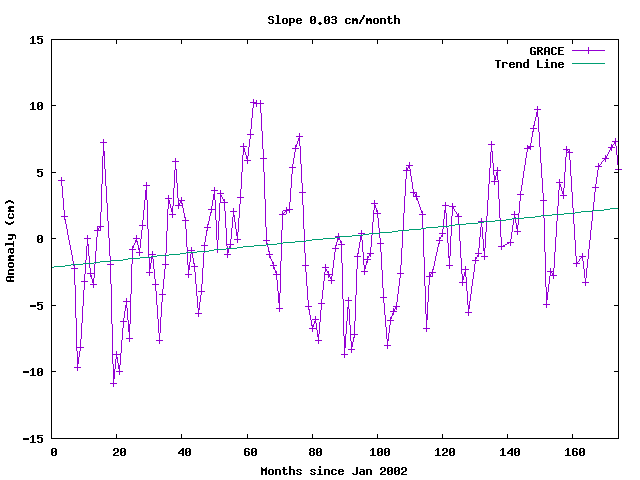 Slope 0.03 cm/month
GRACE
Trend Line
15
10
5
0
-5
-10
-15
Anomaly (cm)
0 20 40 60 80 100 120 140 160
Months since Jan 2002